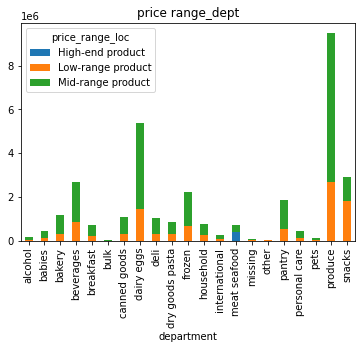 price range_dept
1e6
price_range_loc
High-end product
Low-range product
Mid-range product
8
6
4
2
0
alcohol
babies
bakery
beverages
breakfast
bulk
canned goods
dairy eggs
deli
dry goods pasta
frozen
household
international
meat seafood
missing
other
pantry
personal care
pets
produce
snacks
department